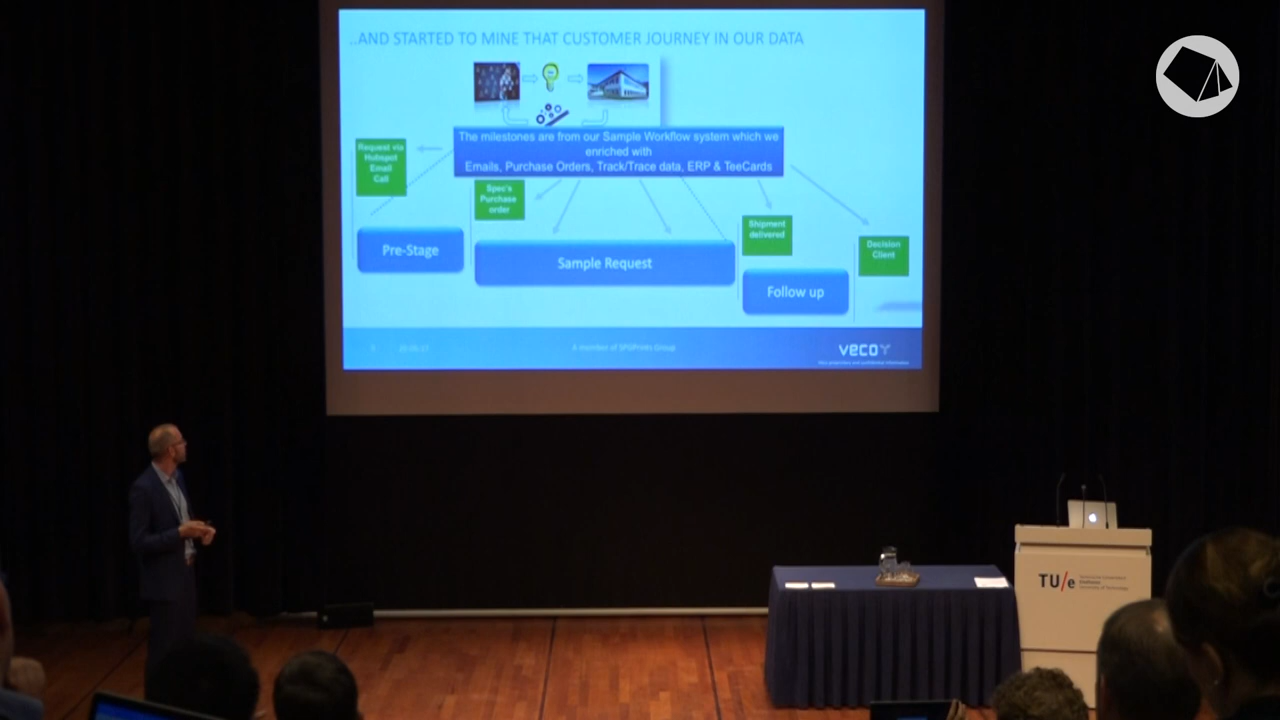 ..AND STARTED TO MINE THAT CUSTOMER JOURNEY IN OUR DATA
The milestones are from our Sample Workflow system which we
enriched with
Emails, Purchase Orders, Track/Trace data, ERP & TeeCards
Request via
Hubspot
Email
Call
Spec's
Purchase
order
Shipment
delivered
Decision
Client
Pre-Stage
Sample Request
Follow up
A member of SPGPrints Group
veco
TU/e